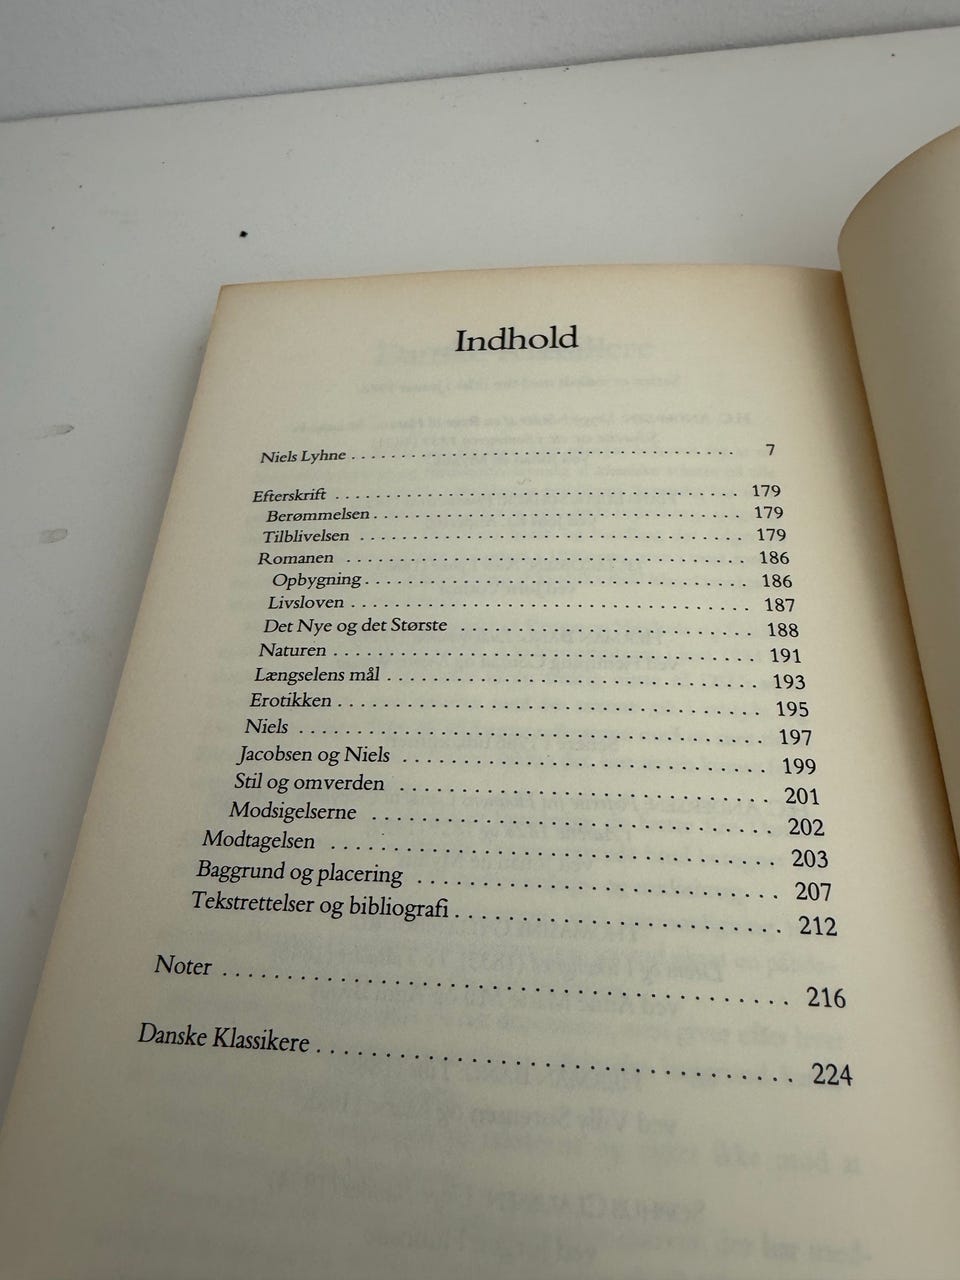 Indhold
Niels Lyhne . . . . . . . . . . . . . . . . . . . . . . . . . . . . . . . . . . . . . . 7
Efterskrift . . . . . . . . . . . . . . . . . . . . . . . . . . . . . . . . . . . . . . . . 179
Berømmelsen . . . . . . . . . . . . . . . . . . . . . . . . . . . . . . . . . . . . 179
Tilblivelsen . . . . . . . . . . . . . . . . . . . . . . . . . . . . . . . . . . . . . . 179
Romanen . . . . . . . . . . . . . . . . . . . . . . . . . . . . . . . . . . . . . . . 186
Opbygning . . . . . . . . . . . . . . . . . . . . . . . . . . . . . . . . . . . . . 186
Livsloven . . . . . . . . . . . . . . . . . . . . . . . . . . . . . . . . . . . . . . . 187
Det Nye og det Største . . . . . . . . . . . . . . . . . . . . . . . . . . . . 188
Naturen . . . . . . . . . . . . . . . . . . . . . . . . . . . . . . . . . . . . . . . . 191
Længselens mål . . . . . . . . . . . . . . . . . . . . . . . . . . . . . . . . . . . 193
Erotikken . . . . . . . . . . . . . . . . . . . . . . . . . . . . . . . . . . . . . . . 195
Niels . . . . . . . . . . . . . . . . . . . . . . . . . . . . . . . . . . . . . . . . . . . 197
Jacobsen og Niels . . . . . . . . . . . . . . . . . . . . . . . . . . . . . . . . . 199
Stil og omverden . . . . . . . . . . . . . . . . . . . . . . . . . . . . . . . . . . 201
Modsigelserne . . . . . . . . . . . . . . . . . . . . . . . . . . . . . . . . . . . . 202
Modtagelsen . . . . . . . . . . . . . . . . . . . . . . . . . . . . . . . . . . . . . . 203
Baggrund og placering . . . . . . . . . . . . . . . . . . . . . . . . . . . . . . 207
Tekstrettelser og bibliografi . . . . . . . . . . . . . . . . . . . . . . . . . . 212
Noter . . . . . . . . . . . . . . . . . . . . . . . . . . . . . . . . . . . . . . . . . . 216
Danske Klassikere . . . . . . . . . . . . . . . . . . . . . . . . . . . . . . . . . 224